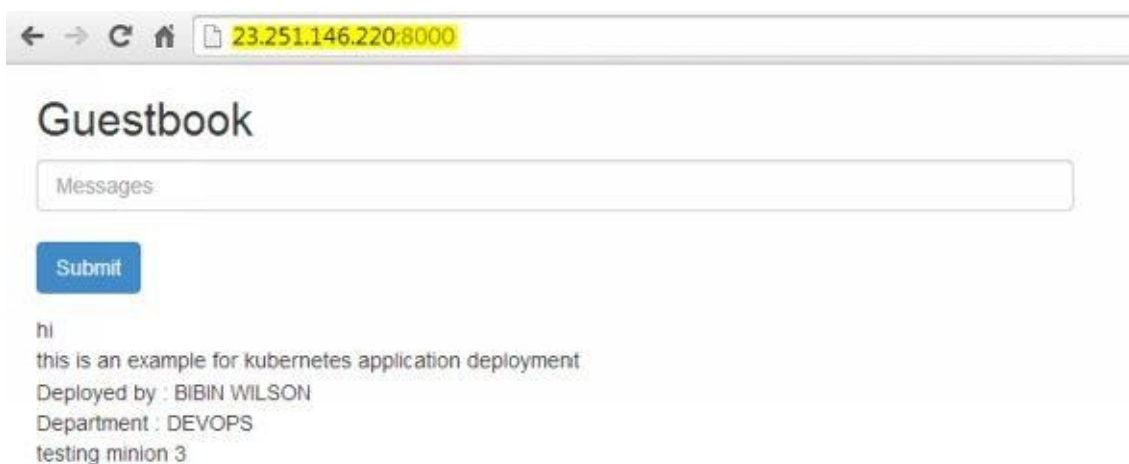 23.251.146.220:8000
Guestbook
Messages
Submit
hi
this is an example for kubernetes application deployment
Deployed by : BIBIN WILSON
Department : DEVOPS
testing minion 3